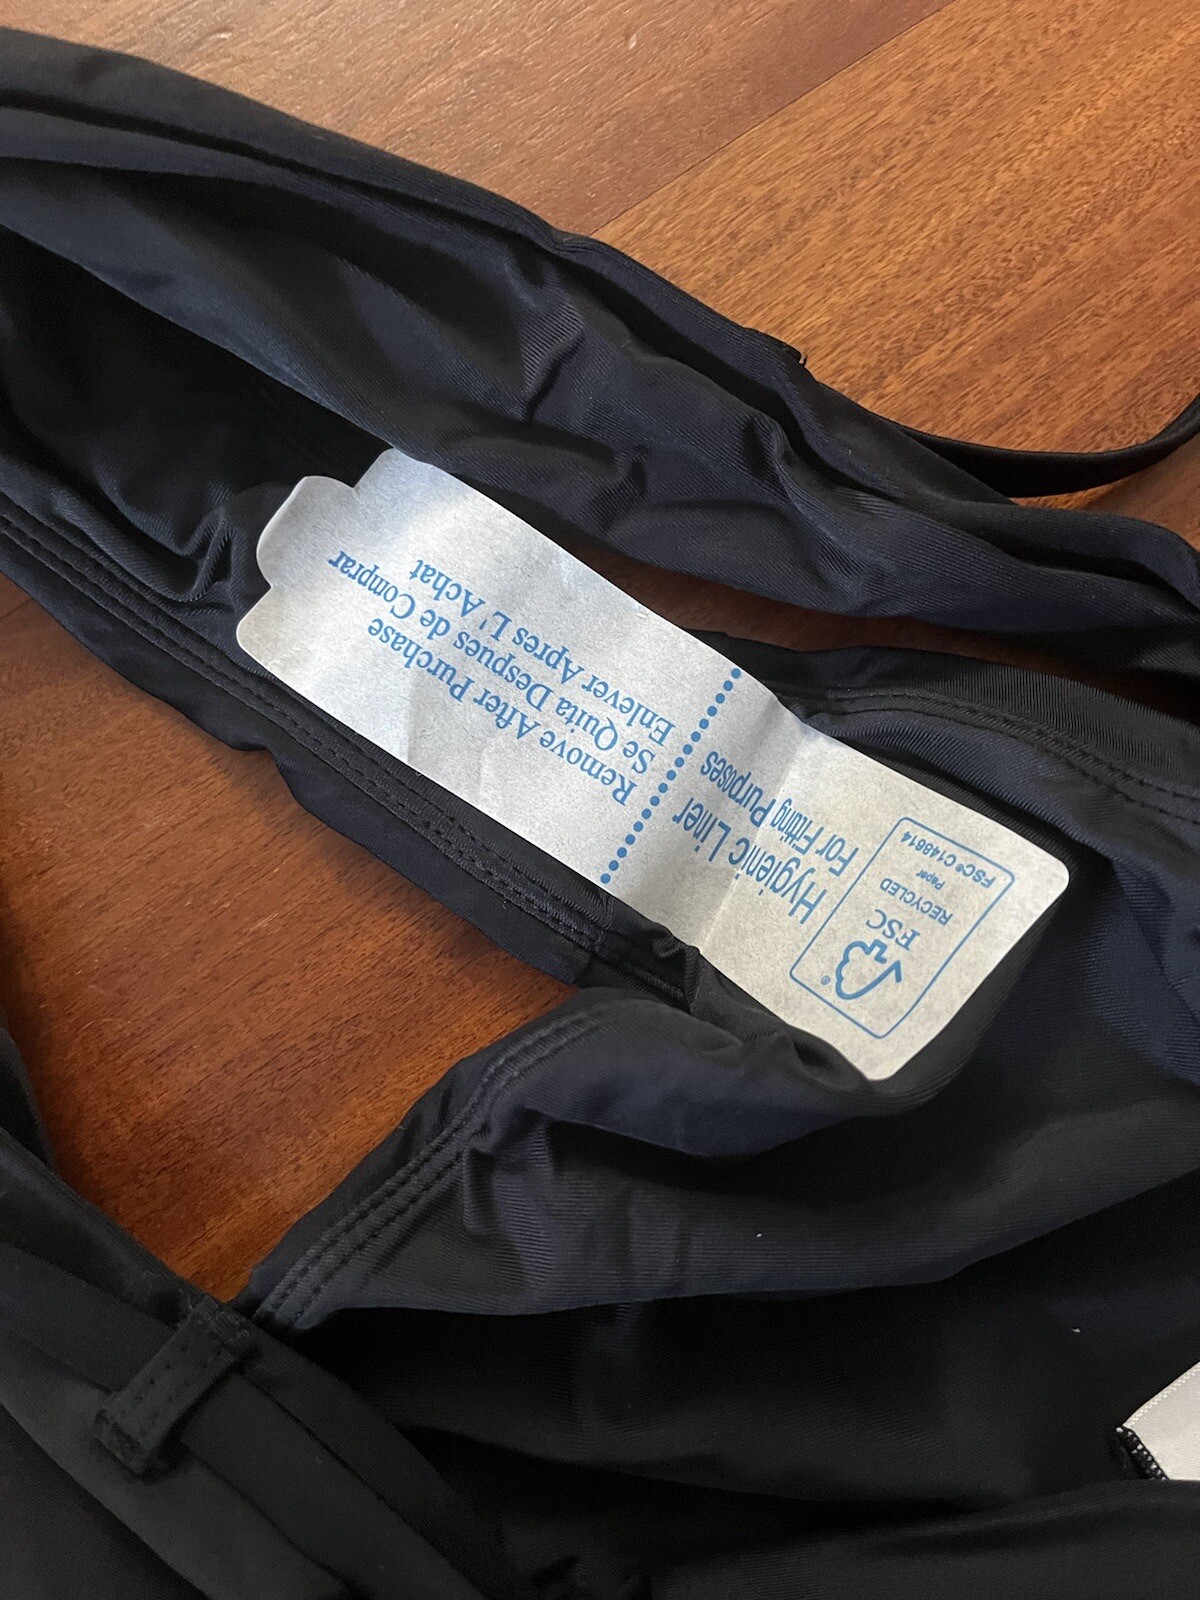 Remove After Purchase
Se Quita Despues de Comprar
Enlever Apres L' Achat
Hygienic Liner
For Fitting Purposes
®
FSC
RECYCLED
Paper
FSC® C148614